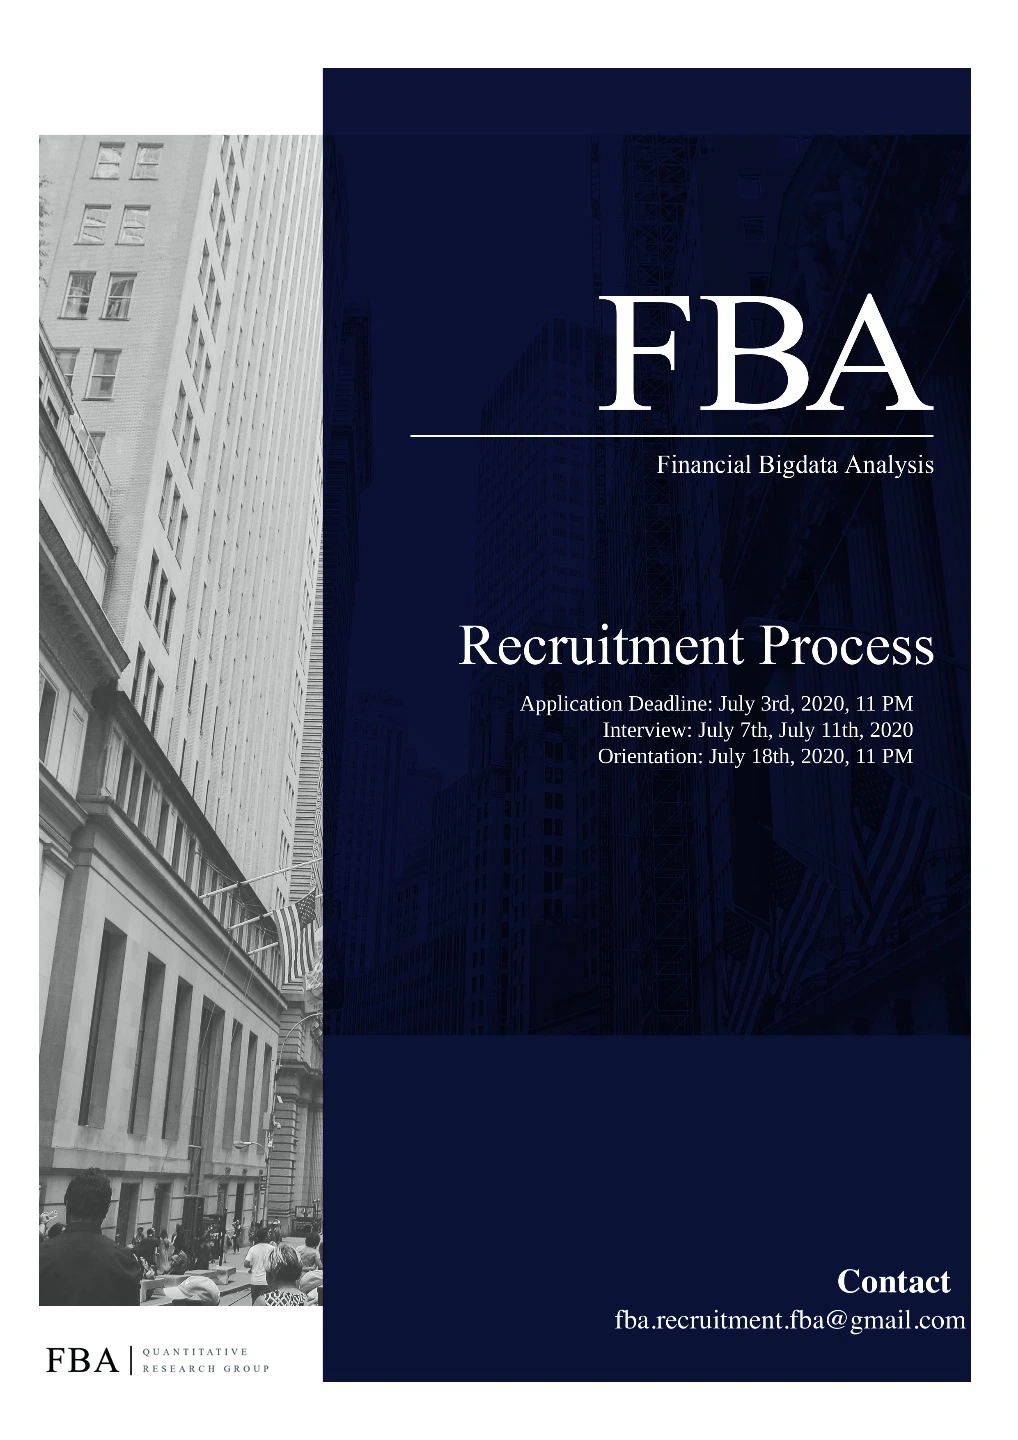 FBA
Financial Bigdata Analysis
Recruitment Process
Application Deadline: July 3rd, 2020, 11 PM
Interview: July 7th, July 11th, 2020
Orientation: July 18th, 2020, 11 PM
Contact
fba.recruitment.fba@gmail.com
FBA
QUANTITATIVE
RESEARCH GROUP